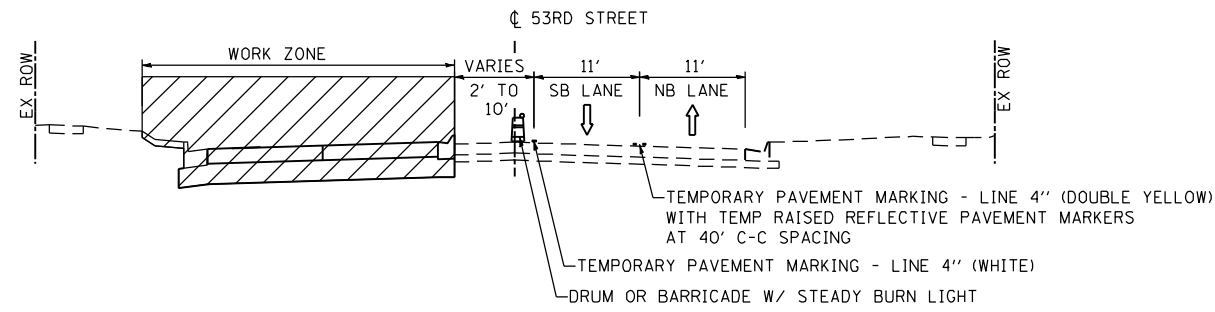 ℄ 53RD STREET
EX ROW
WORK ZONE
VARIES
2' TO
10'
11'
SB LANE
11'
NB LANE
EX ROW
TEMPORARY PAVEMENT MARKING - LINE 4'' (DOUBLE YELLOW)
WITH TEMP RAISED REFLECTIVE PAVEMENT MARKERS
AT 40' C-C SPACING
TEMPORARY PAVEMENT MARKING - LINE 4'' (WHITE)
DRUM OR BARRICADE W/ STEADY BURN LIGHT